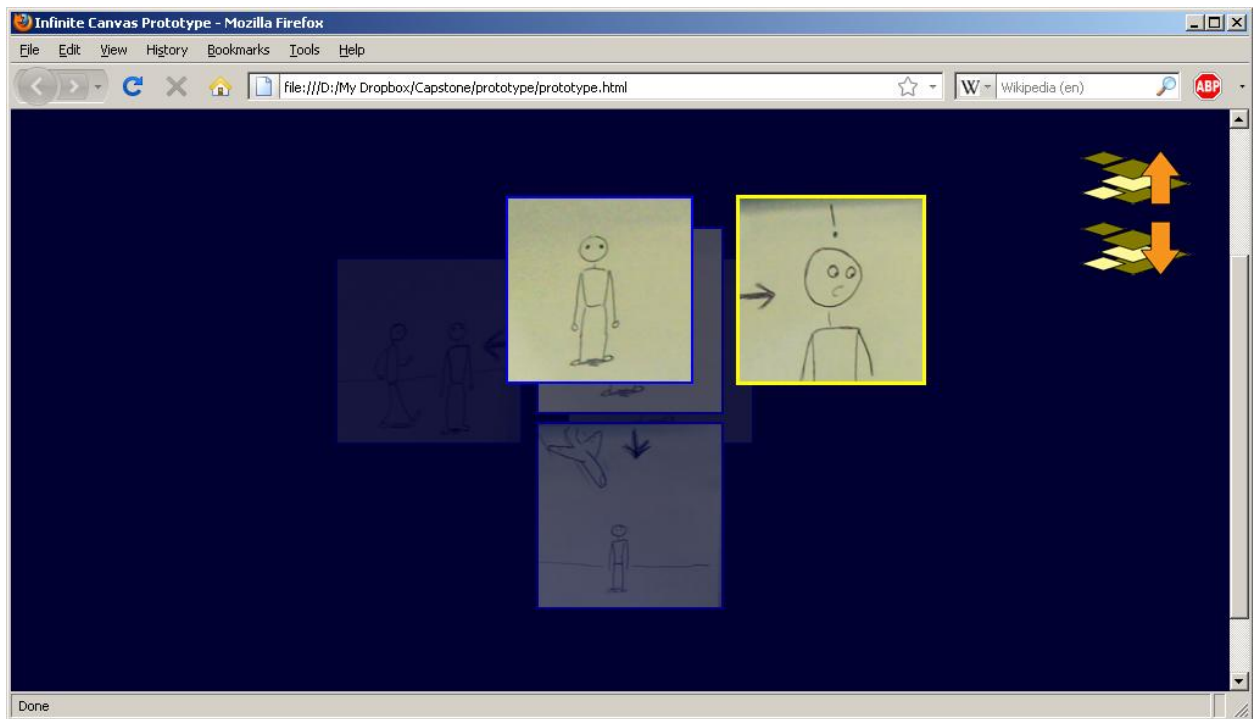 Infinite Canvas Prototype - Mozilla Firefox
File Edit View History Bookmarks Tools Help
file:///D:/My Dropbox/Capstone/prototype/prototype.html W Wikipedia (en) ABP
!
Done